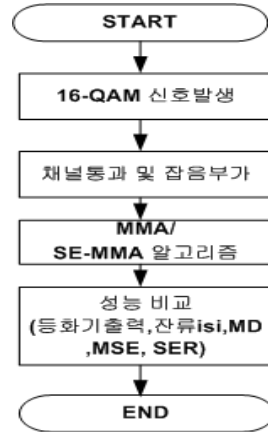 START
16-QAM 신호발생
채널통과 및 잡음부가
MMA/
SE-MMA 알고리즘
성능 비교
(등화기출력,잔류isi,MD
,MSE, SER)
END